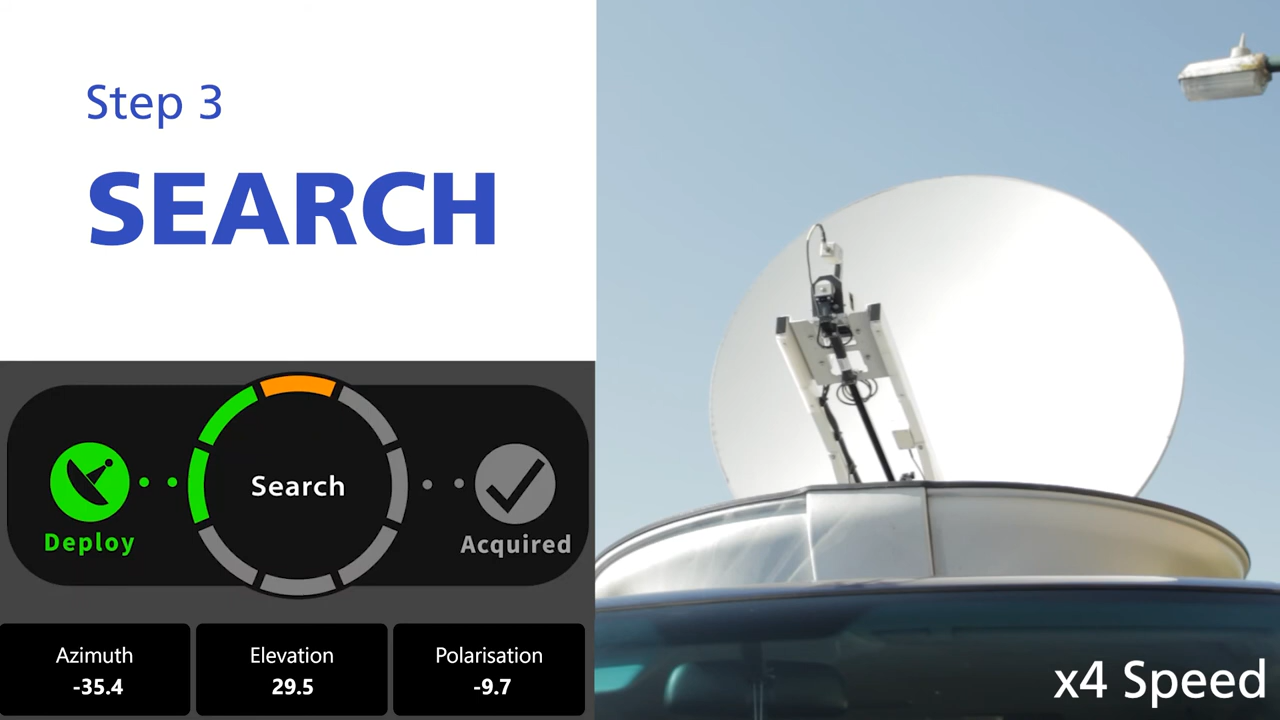 Step 3
SEARCH
Search
Deploy
Acquired
Azimuth
-35.4
Elevation
29.5
Polarisation
-9.7
x4 Speed